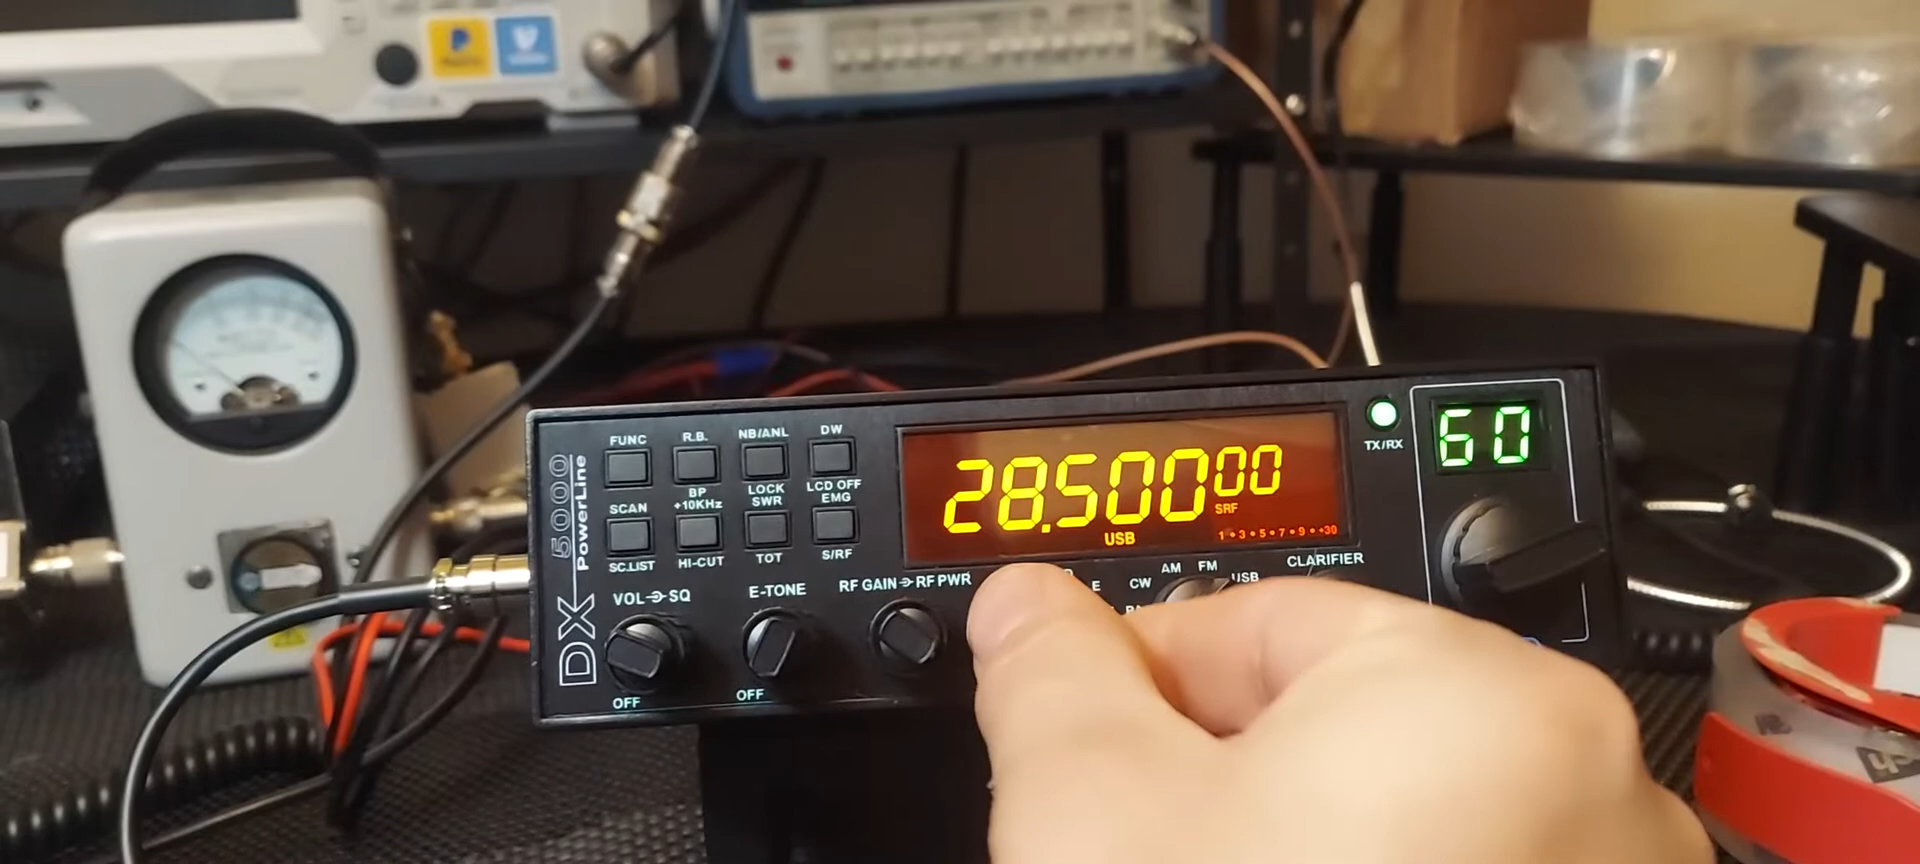 FUNC
R.B.
NB/ANL
DW
SCAN
BP
+10KHz
LOCK
SWR
LCD OFF
EMG
SC.LIST
HI-CUT
TOT
S/RF
DX 5000
PowerLine
28.50000
SRF
USB
1•3•5•7•9•+30
TX/RX
60
VOL SQ
E-TONE
RF GAIN RF PWR
CW
AM
FM
USB
CLARIFIER
OFF
OFF